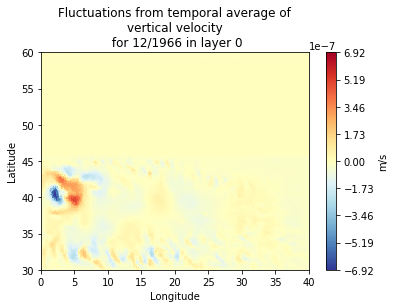 Fluctuations from temporal average of
vertical velocity
for 12/1966 in layer 0
1e−7
60
55
50
45
40
35
30
Latitude
0 5 10 15 20 25 30 35 40
Longitude
6.92
5.19
3.46
1.73
0.00
−1.73
−3.46
−5.19
−6.92
m/s